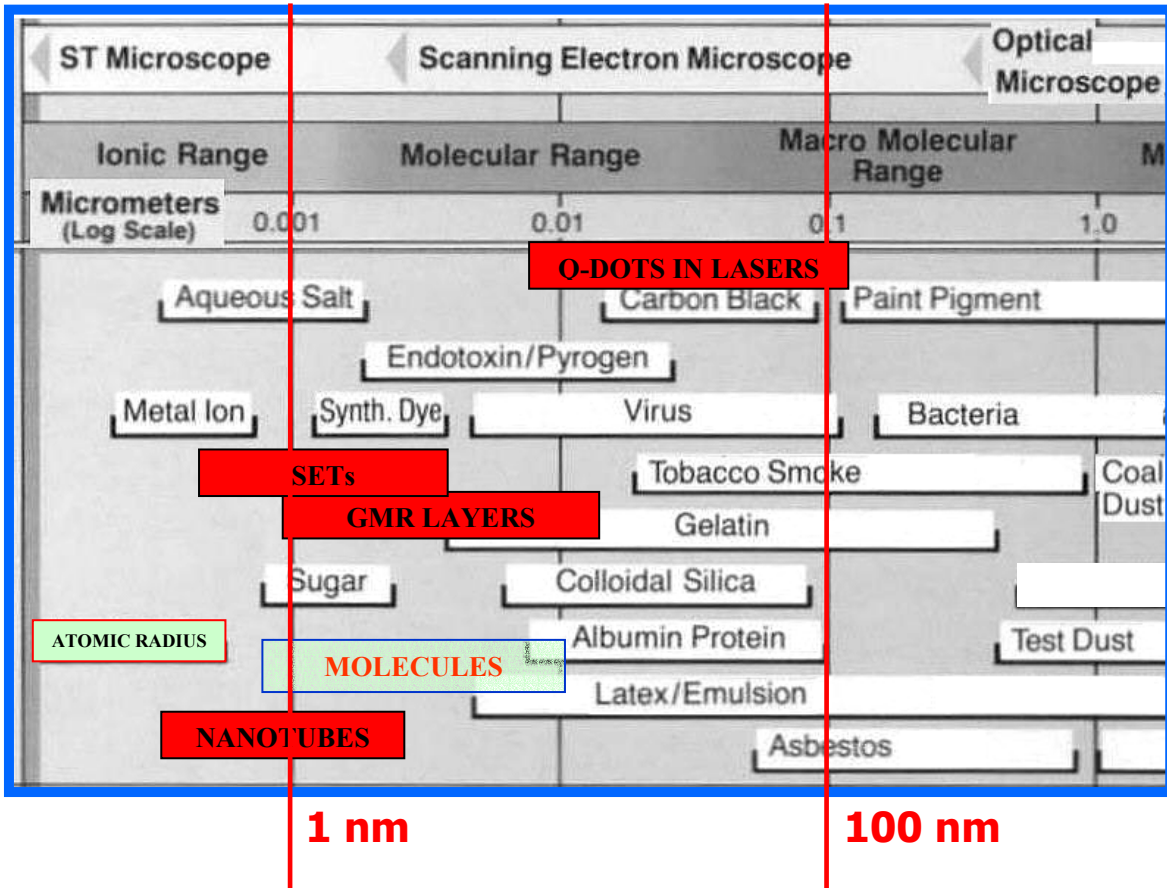 ST Microscope
Scanning Electron Microscope
Optical
Microscope
Ionic Range
Molecular Range
Macro Molecular
Range
M
Micrometers
(Log Scale)
0.001
0.01
0.1
1.0
Q-DOTS IN LASERS
Aqueous Salt
Carbon Black
Paint Pigment
Endotoxin/Pyrogen
Metal Ion
Synth. Dye
Virus
Bacteria
SETs
Tobacco Smoke
Coal
Dust
GMR LAYERS
Gelatin
Sugar
Colloidal Silica
ATOMIC RADIUS
Albumin Protein
Test Dust
MOLECULES
Latex/Emulsion
NANOTUBES
Asbestos
1 nm
100 nm